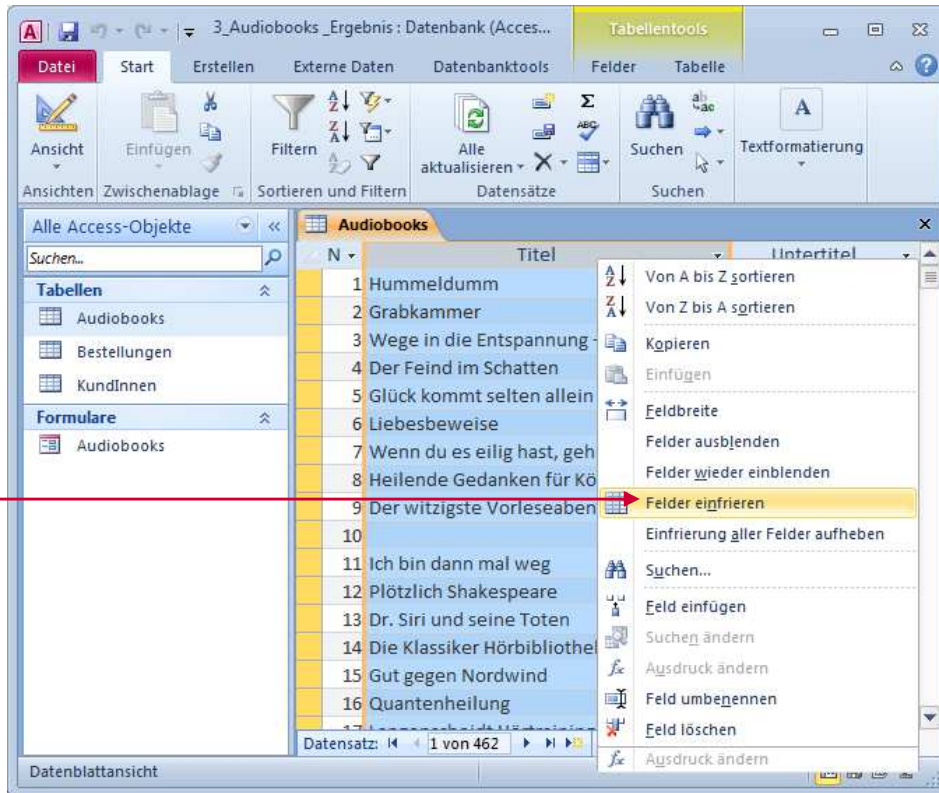 3_Audiobooks _Ergebnis : Datenbank (Acces...
Tabellentools
Datei Start Erstellen Externe Daten Datenbanktools Felder Tabelle
Ansicht
Einfügen
Filtern
Alle aktualisieren
Suchen
Textformatierung
Ansichten Zwischenablage Sortieren und Filtern Datensätze Suchen
Alle Access-Objekte
Suchen...
Tabellen
Audiobooks
Bestellungen
KundInnen
Formulare
Audiobooks
Audiobooks
N Titel Untertitel
1 Hummeldumm
2 Grabkammer
3 Wege in die Entspannung
4 Der Feind im Schatten
5 Glück kommt selten allein
6 Liebesbeweise
7 Wenn du es eilig hast, geh
8 Heilende Gedanken für Kö
9 Der witzigste Vorleseaben
10
11 Ich bin dann mal weg
12 Plötzlich Shakespeare
13 Dr. Siri und seine Toten
14 Die Klassiker Hörbibliothe
15 Gut gegen Nordwind
16 Quantenheilung
Datensatz: 1 von 462
Von A bis Z sortieren
Von Z bis A sortieren
Kopieren
Einfügen
Feldbreite
Felder ausblenden
Felder wieder einblenden
Felder einfrieren
Einfrierung aller Felder aufheben
Suchen...
Feld einfügen
Suchen ändern
Ausdruck ändern
Feld umbenennen
Feld löschen
Ausdruck ändern
Datenblattansicht